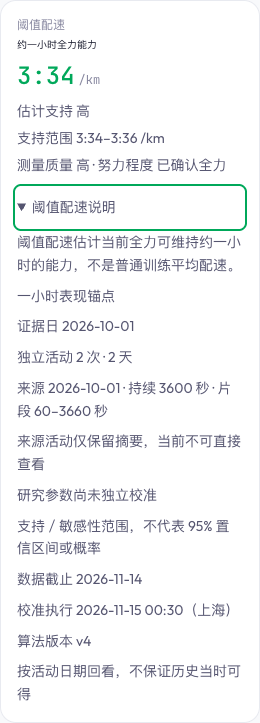 阈值配速
约一小时全力能力
3:34 /km
估计支持 高
支持范围 3:34–3:36 /km
测量质量 高 · 努力程度 已确认全力
▼ 阈值配速说明
阈值配速估计当前全力可维持约一小
时的能力，不是普通训练平均配速。
一小时表现锚点
证据日 2026-10-01
独立活动 2 次 · 2 天
来源 2026-10-01 · 持续 3600 秒 · 片
段 60–3660 秒
来源活动仅保留摘要，当前不可直接
查看
研究参数尚未独立校准
支持 / 敏感性范围，不代表 95% 置
信区间或概率
数据截止 2026-11-14
校准执行 2026-11-15 00:30（上海）
算法版本 v4
按活动日期回看，不保证历史当时可
得